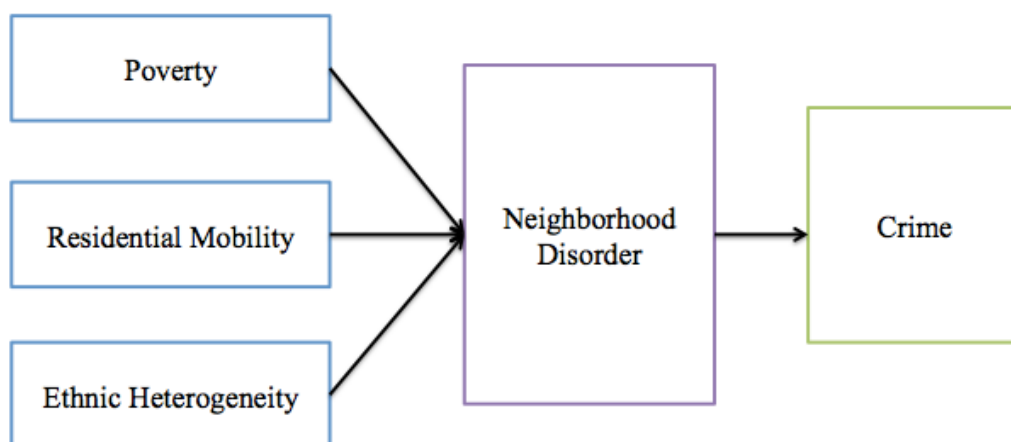 Poverty
Residential Mobility
Ethnic Heterogeneity
Neighborhood
Disorder
Crime